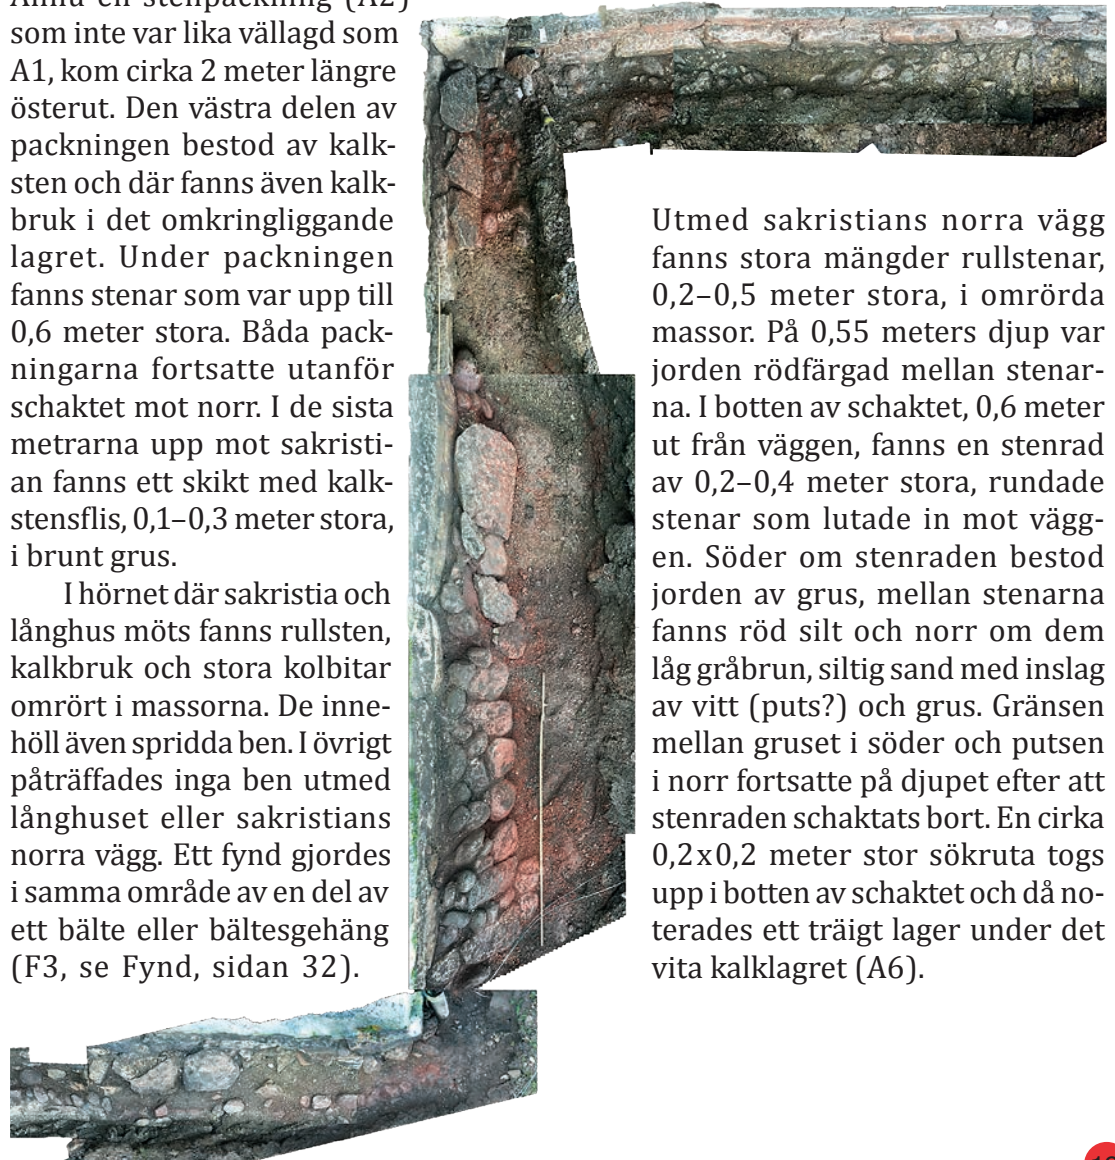 Ännu en stenpackning (A2)
som inte var lika vällagd som
A1, kom cirka 2 meter längre
österut. Den västra delen av
packningen bestod av kalk-
sten och där fanns även kalk-
bruk i det omkringliggande
lagret. Under packningen
fanns stenar som var upp till
0,6 meter stora. Båda pack-
ningarna fortsatte utanför
schaktet mot norr. I de sista
metrarna upp mot sakristi-
an fanns ett skikt med kalk-
stensflis, 0,1–0,3 meter stora,
i brunt grus.
I hörnet där sakristia och
långhus möts fanns rullsten,
kalkbruk och stora kolbitar
omrört i massorna. De inne-
höll även spridda ben. I övrigt
påträffades inga ben utmed
långhuset eller sakristians
norra vägg. Ett fynd gjordes
i samma område av en del av
ett bälte eller bältesgehäng
(F3, se Fynd, sidan 32).
Utmed sakristians norra vägg
fanns stora mängder rullstenar,
0,2–0,5 meter stora, i omrörda
massor. På 0,55 meters djup var
jorden rödfärgad mellan stenar-
na. I botten av schaktet, 0,6 meter
ut från väggen, fanns en stenrad
av 0,2–0,4 meter stora, rundade
stenar som lutade in mot vägg-
en. Söder om stenraden bestod
jorden av grus, mellan stenarna
fanns röd silt och norr om dem
låg gråbrun, siltig sand med inslag
av vitt (puts?) och grus. Gränsen
mellan gruset i söder och putsen
i norr fortsatte på djupet efter att
stenraden schaktats bort. En cirka
0,2x0,2 meter stor sökruta togs
upp i botten av schaktet och då no-
terades ett träigt lager under det
vita kalklagret (A6).